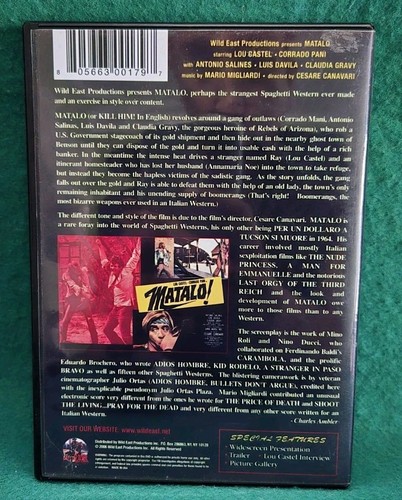 Wild East Productions presents MATALO
starring LOU CASTEL • CORRADO PANI
with ANTONIO SALINES • LUIS DAVILA • CLAUDIA GRAVY
music by MARIO MIGLIARDI • directed by CESARE CANAVARI
8 05663 00179 7
Wild East Productions presents MATALO, perhaps the strangest Spaghetti Western ever made
and an exercise in style over content.
MATALO (or KILL HIM! In English) revolves around a gang of outlaws (Corrado Mani, Antonio
Salinas, Luis Davila and Claudia Gravy, the gorgeous heroine of Rebels of Arizona), who rob a
U.S. Government stagecoach of its gold shipment and then hide out in the nearby ghost town of
Benson until they can dispose of the gold and turn it into usable cash with the help of a rich
banker. In the meantime the intense heat drives a stranger named Ray (Lou Castel) and an
itinerant homesteader who has lost her husband (Annamaria Noe) into the town to take refuge,
but instead they become the hapless victims of the sadistic gang. As the story unfolds, the gang
falls out over the gold and Ray is able to defeat them with the help of an old lady, the town's only
remaining inhabitant and his unending supply of boomerangs (That's right! Boomerangs, the
most bizarre weapons ever used in an Italian Western.)
The different tone and style of the film is due to the film's director, Cesare Canavari. MATALO is
a rare foray into the world of Spaghetti Westerns, his only other being PER UN DOLLARO A
TUCSON SI MUORE in 1964. His
career involved mostly Italian
sexploitation films like THE NUDE
PRINCESS, A MAN FOR
EMMANUELLE and the notorious
LAST ORGY OF THE THIRD
REICH and the look and
development of MATALO owe
more to those films than to any
Western.
MATALO!
The screenplay is the work of Mino
Roli and Nino Ducci, who
collaborated on Ferdinando Baldi's
CARAMBOLA, and the prolific
Eduardo Brochero, who wrote ADIOS HOMBRE, KID RODELO, A STRANGER IN PASO
BRAVO as well as fifteen other Spaghetti Westerns. The blistering camerawork is by veteran
cinematographer Julio Ortas (ADIOS HOMBRE, BULLETS DON'T ARGUE), credited here
with the inexplicable pseudonym Julio Ortas Plaza. Mario Migliardi contributed an unusual
electronic score very different from the ones he wrote for THE PRICE OF DEATH and SHOOT
THE LIVING...PRAY FOR THE DEAD and very different from any other score written for an
Italian Western.
- Charles Ambler
VISIT OUR WEBSITE: www.wildeast.net
SPECIAL FEATURES
• Widescreen Presentation
• Trailer • Lou Castel Interview
• Picture Gallery